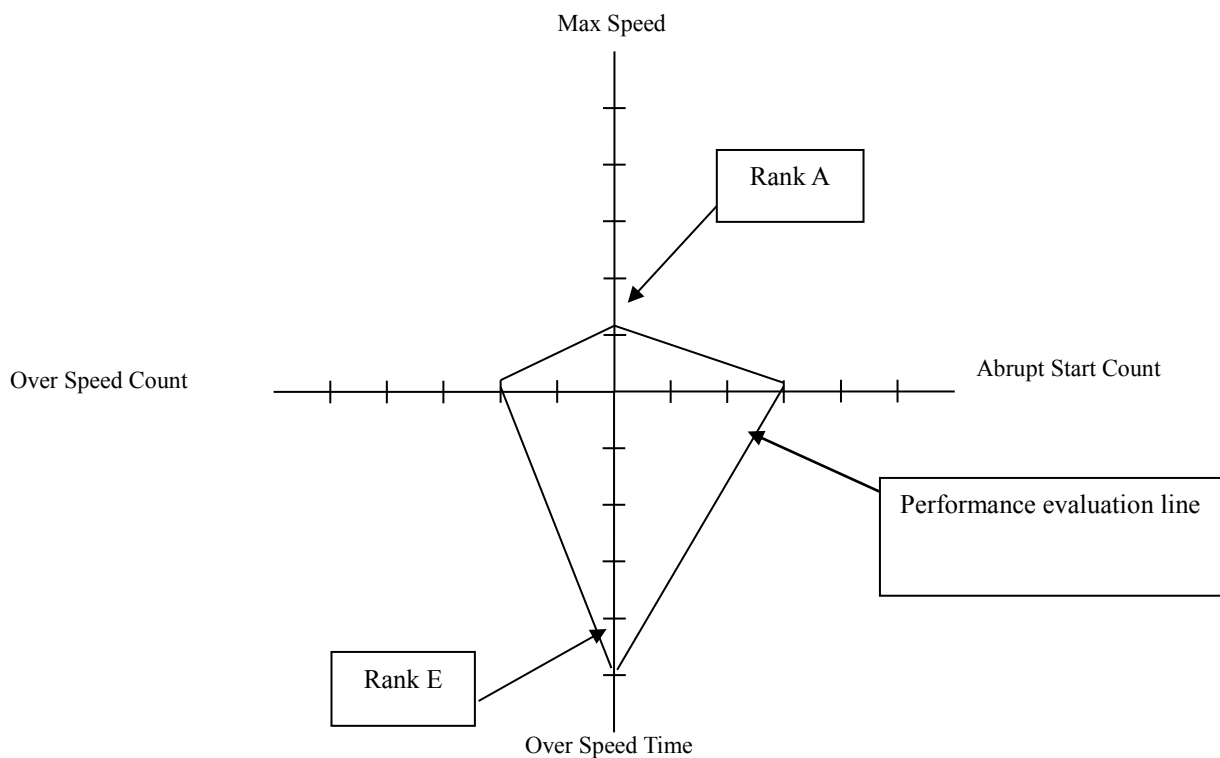 Max Speed
Rank A
Over Speed Count
Abrupt Start Count
Performance evaluation line
Rank E
Over Speed Time